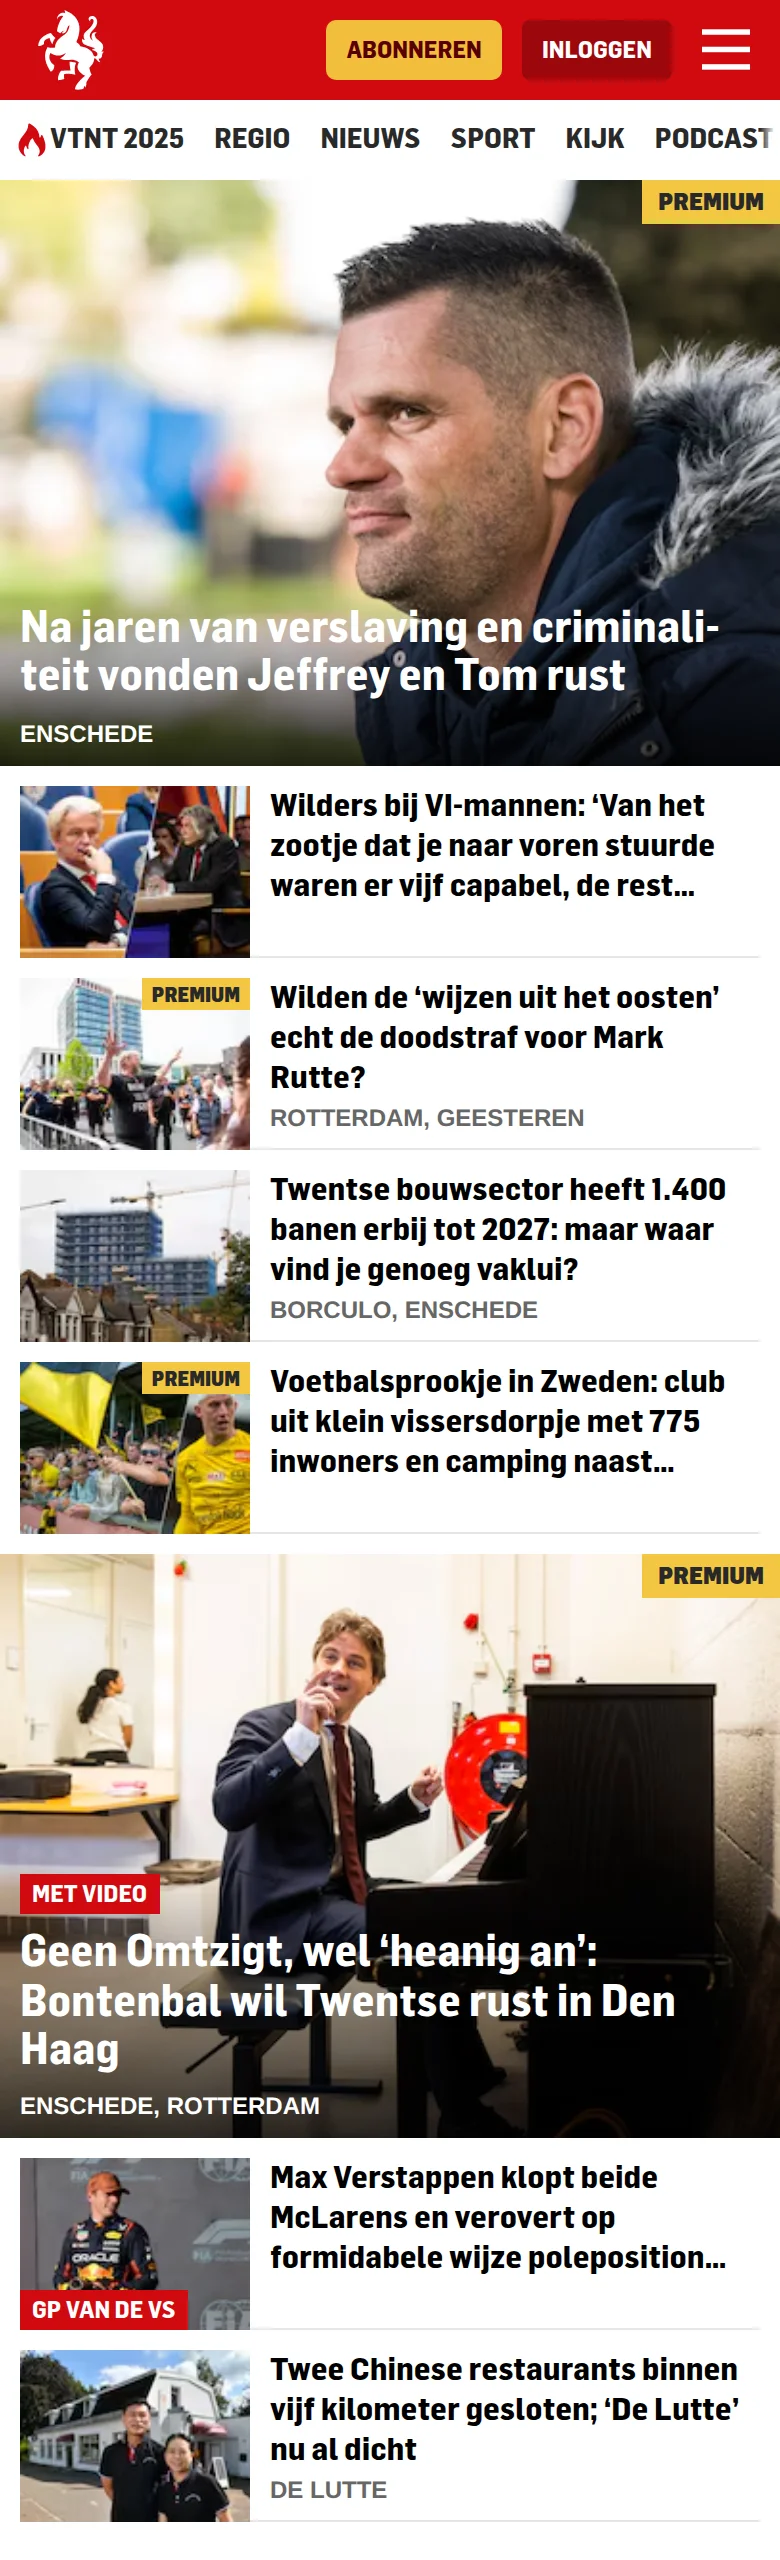 ABONNEREN
INLOGGEN
VTNT 2025 REGIO NIEUWS SPORT KIJK PODCAST
PREMIUM
Na jaren van verslaving en criminali-
teit vonden Jeffrey en Tom rust
ENSCHEDE
Wilders bij VI-mannen: ‘Van het
zootje dat je naar voren stuurde
waren er vijf capabel, de rest...
PREMIUM
Wilden de ‘wijzen uit het oosten’
echt de doodstraf voor Mark
Rutte?
ROTTERDAM, GEESTEREN
Twentse bouwsector heeft 1.400
banen erbij tot 2027: maar waar
vind je genoeg vaklui?
BORCULO, ENSCHEDE
PREMIUM
Voetbalsprookje in Zweden: club
uit klein vissersdorpje met 775
inwoners en camping naast...
PREMIUM
MET VIDEO
Geen Omtzigt, wel ‘heanig an’:
Bontenbal wil Twentse rust in Den
Haag
ENSCHEDE, ROTTERDAM
ORACLE
GP VAN DE VS
Max Verstappen klopt beide
McLarens en verovert op
formidabele wijze poleposition...
Twee Chinese restaurants binnen
vijf kilometer gesloten; ‘De Lutte’
nu al dicht
DE LUTTE